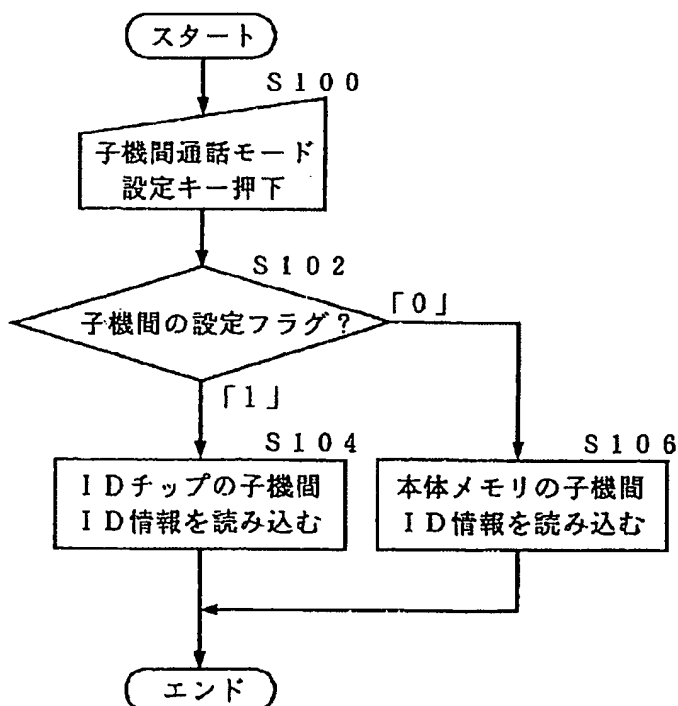 スタート
S100
子機間通話モード
設定キー押下
S102
子機間の設定フラグ?
「0」
「1」
S104
IDチップの子機間
ID情報を読み込む
S106
本体メモリの子機間
ID情報を読み込む
エンド